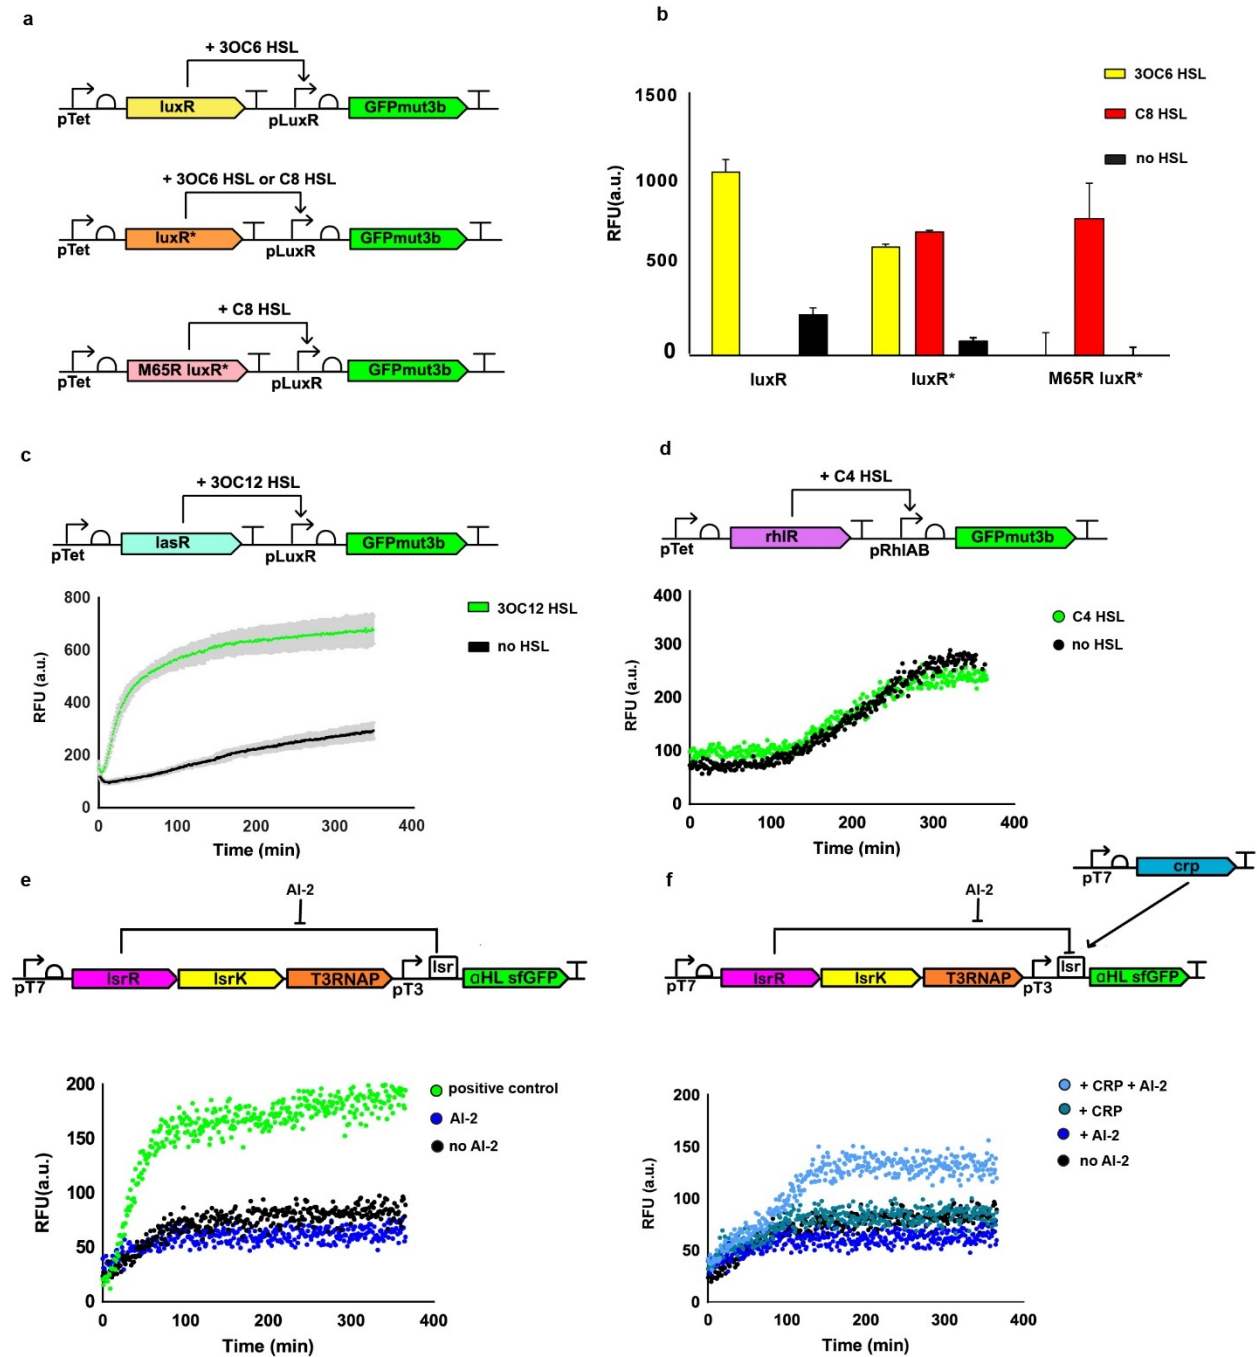 a
+ 3OC6 HSL
luxR
GFPmut3b
pTet
pLuxR
+ 3OC6 HSL or C8 HSL
luxR*
GFPmut3b
pTet
pLuxR
+ C8 HSL
M65R luxR*
GFPmut3b
pTet
pLuxR
b
3OC6 HSL
C8 HSL
no HSL
RFU(a.u.)
1500
1000
500
0
luxR
luxR*
M65R luxR*
c
+ 3OC12 HSL
lasR
GFPmut3b
pTet
pLuxR
3OC12 HSL
no HSL
RFU (a.u.)
800
600
400
200
0
0
100
200
300
400
Time (min)
d
+ C4 HSL
rhlR
GFPmut3b
pTet
pRhlAB
C4 HSL
no HSL
RFU (a.u.)
400
300
200
100
0
0
100
200
300
400
Time (min)
e
AI-2
lsr
lsrR
lsrK
T3RNAP
αHL sfGFP
pT7
pT3
positive control
AI-2
no AI-2
RFU(a.u.)
200
150
100
50
0
0
100
200
300
400
Time (min)
f
crp
pT7
AI-2
lsr
lsrR
lsrK
T3RNAP
αHL sfGFP
pT7
pT3
+ CRP + AI-2
+ CRP
+ AI-2
no AI-2
RFU (a.u.)
200
150
100
50
0
0
100
200
300
400
Time (min)